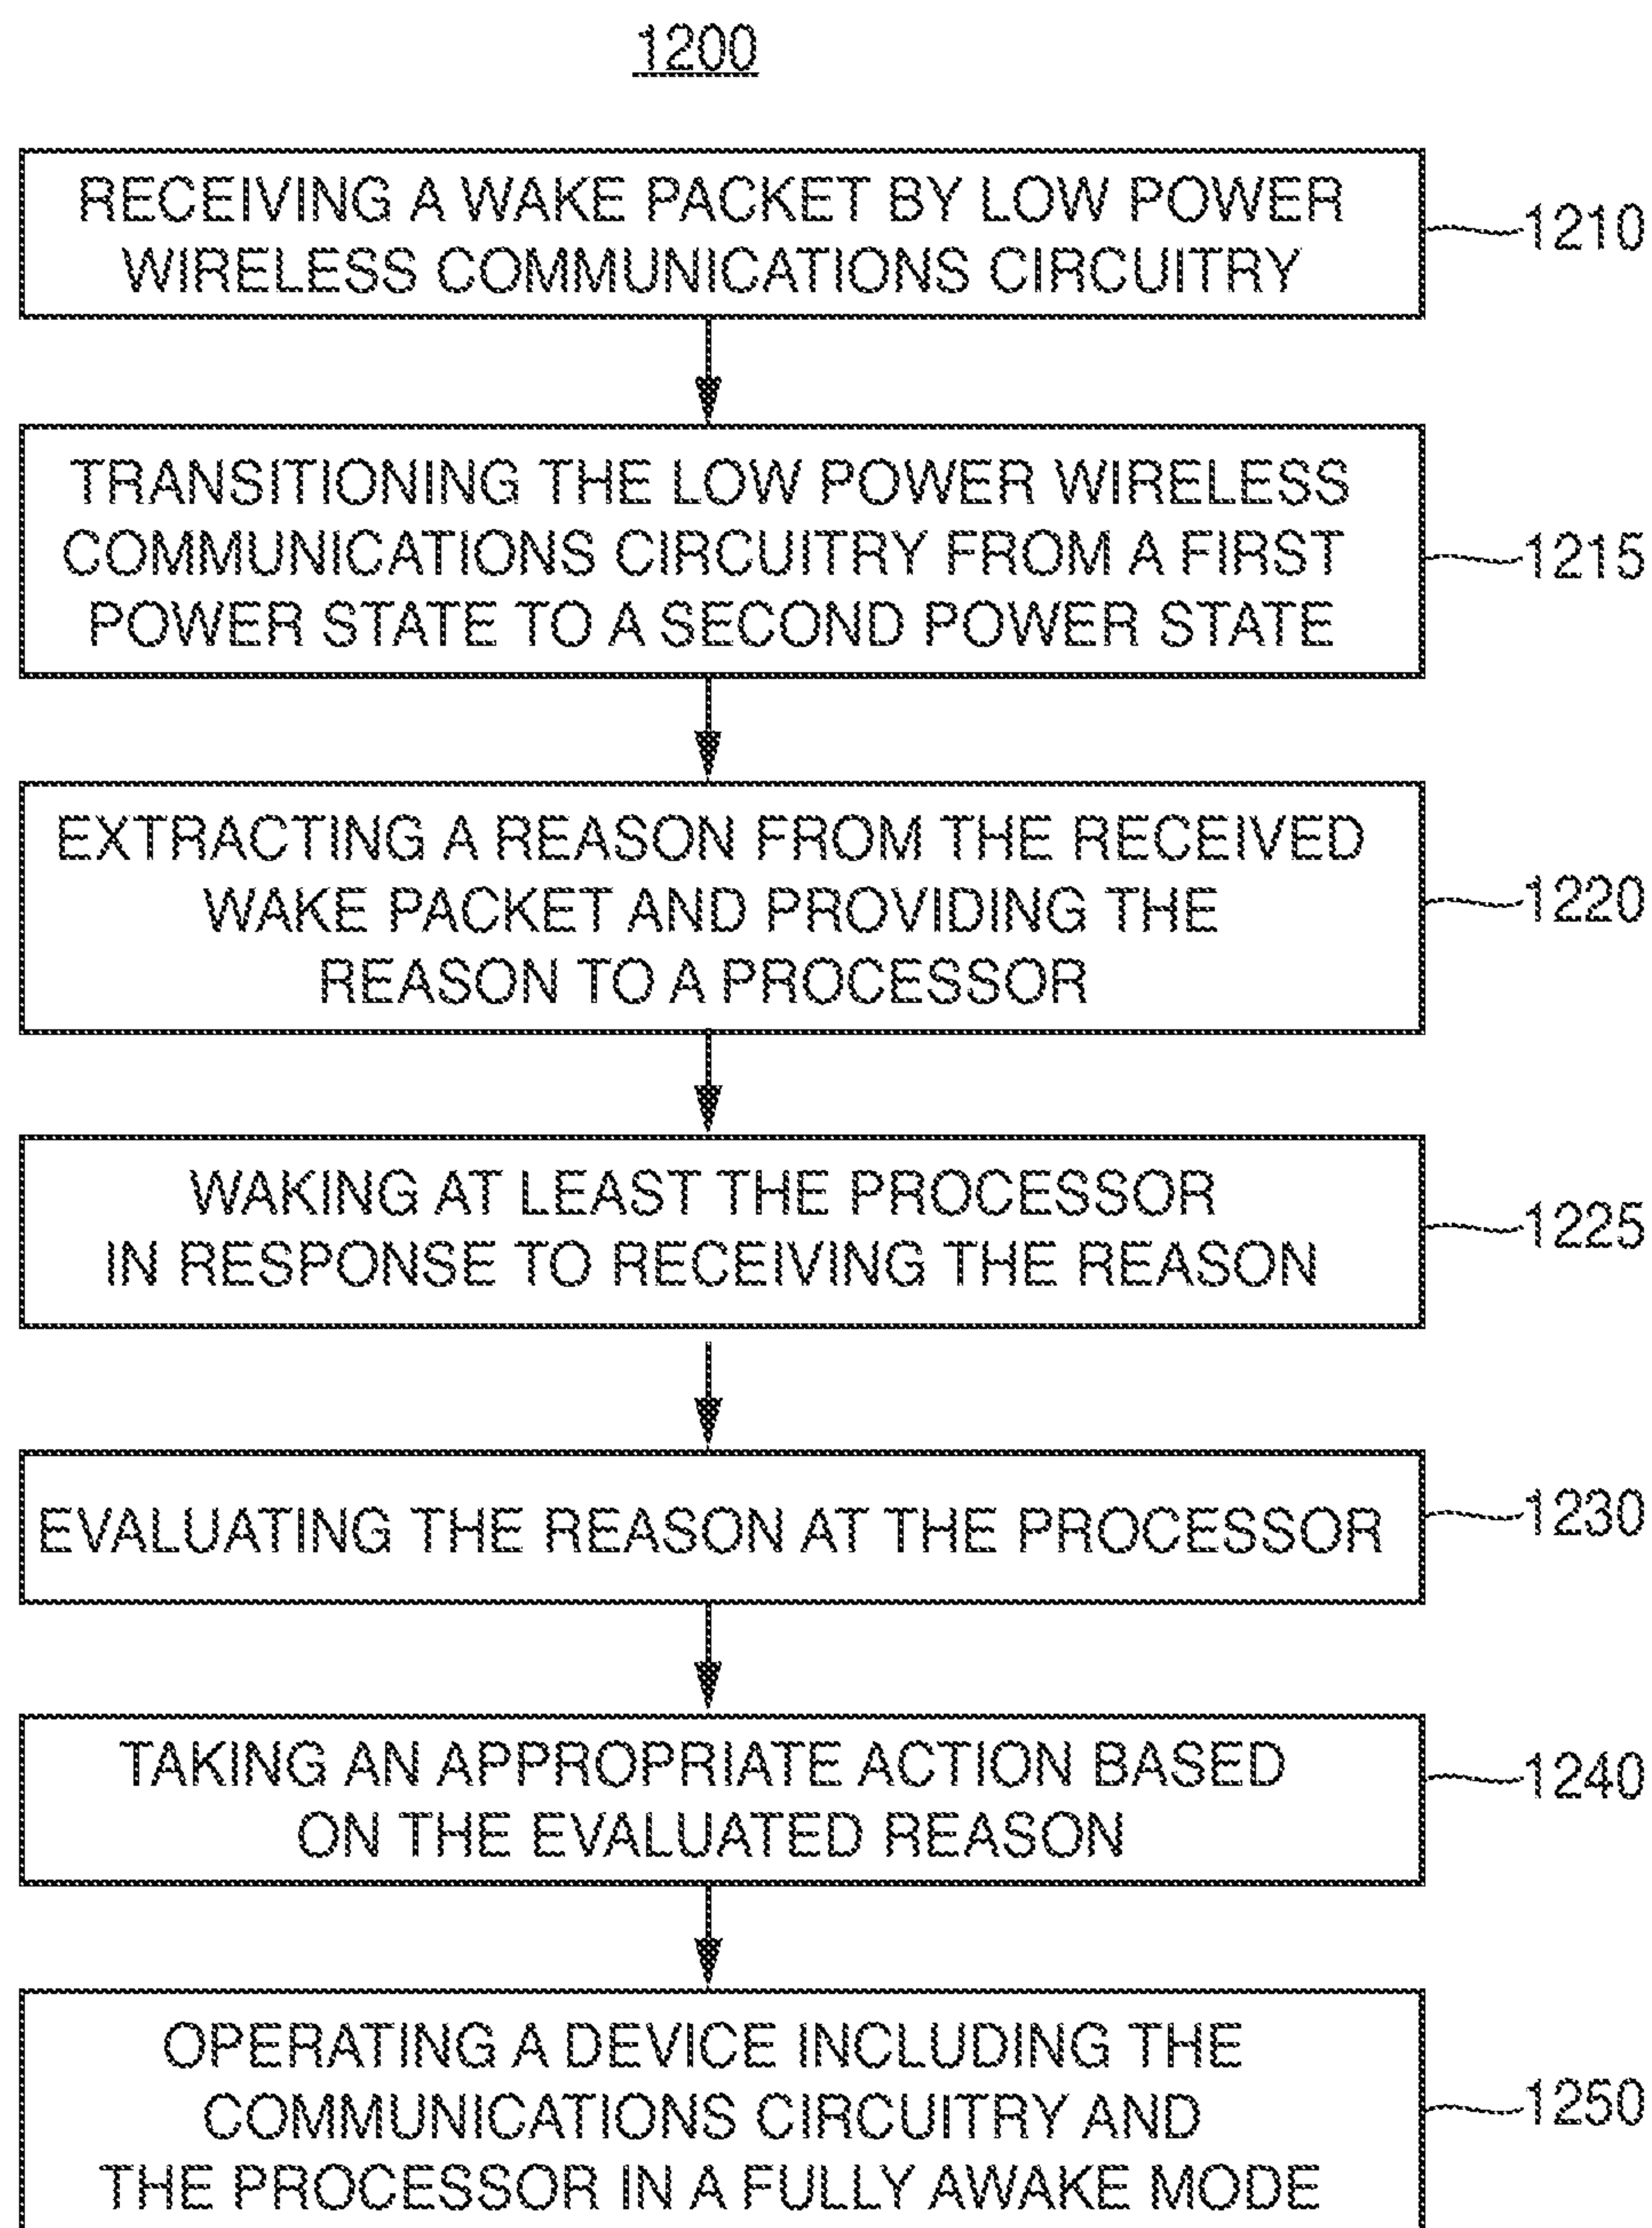 1200
RECEIVING A WAKE PACKET BY LOW POWER
WIRELESS COMMUNICATIONS CIRCUITRY
1210
TRANSITIONING THE LOW POWER WIRELESS
COMMUNICATIONS CIRCUITRY FROM A FIRST
POWER STATE TO A SECOND POWER STATE
1215
EXTRACTING A REASON FROM THE RECEIVED
WAKE PACKET AND PROVIDING THE
REASON TO A PROCESSOR
1220
WAKING AT LEAST THE PROCESSOR
IN RESPONSE TO RECEIVING THE REASON
1225
EVALUATING THE REASON AT THE PROCESSOR
1230
TAKING AN APPROPRIATE ACTION BASED
ON THE EVALUATED REASON
1240
OPERATING A DEVICE INCLUDING THE
COMMUNICATIONS CIRCUITRY AND
THE PROCESSOR IN A FULLY AWAKE MODE
1250